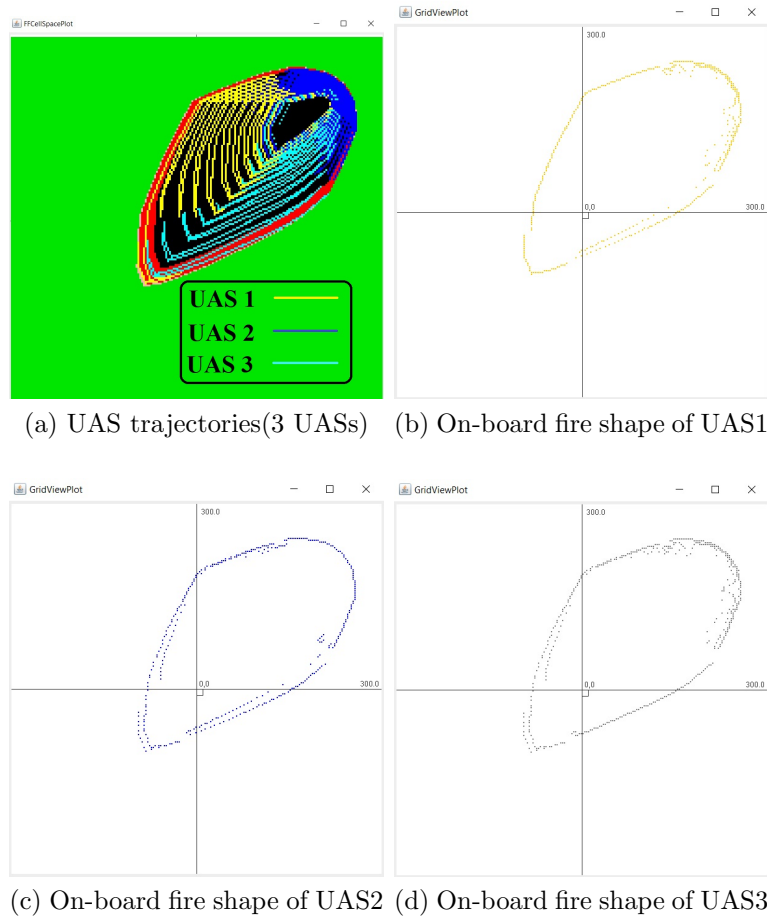 FFCellSpacePlot
GridViewPlot
300.0
0,0
300.0
UAS 1
UAS 2
UAS 3
(a) UAS trajectories(3 UASs)
(b) On-board fire shape of UAS1
GridViewPlot
300.0
0,0
300.0
GridViewPlot
300.0
0,0
300.0
(c) On-board fire shape of UAS2
(d) On-board fire shape of UAS3